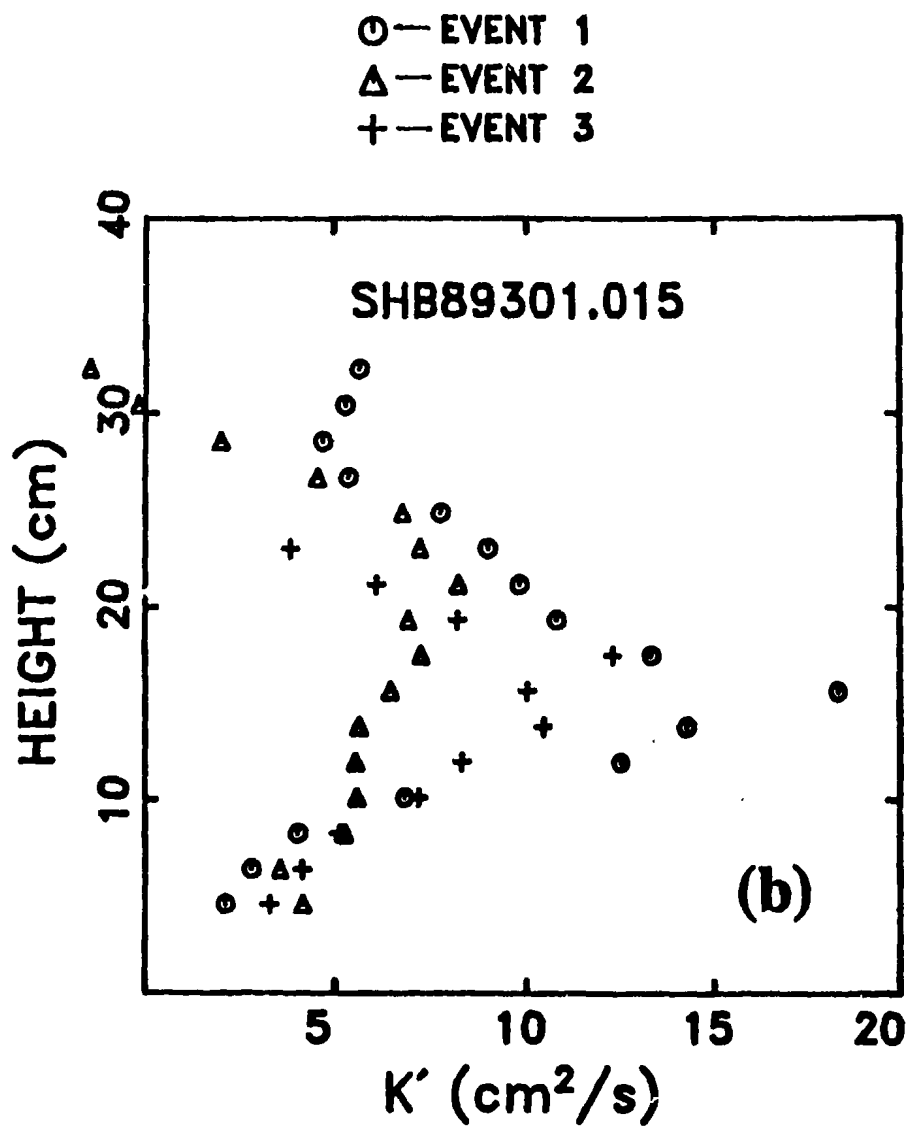 EVENT 1
EVENT 2
EVENT 3
SHB89301.015
HEIGHT (cm)
40
30
20
10
(b)
5 10 15 20
K′ (cm²/s)